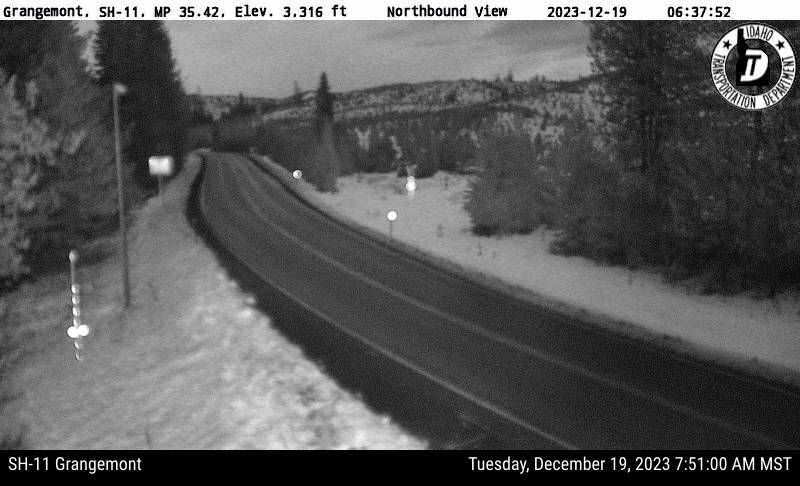 Grangemont, SH-11, MP 35.42, Elev. 3,316 ft Northbound View 2023-12-19 06:37:52
IDAHO
TRANSPORTATION DEPARTMENT
SH-11 Grangemont Tuesday, December 19, 2023 7:51:00 AM MST